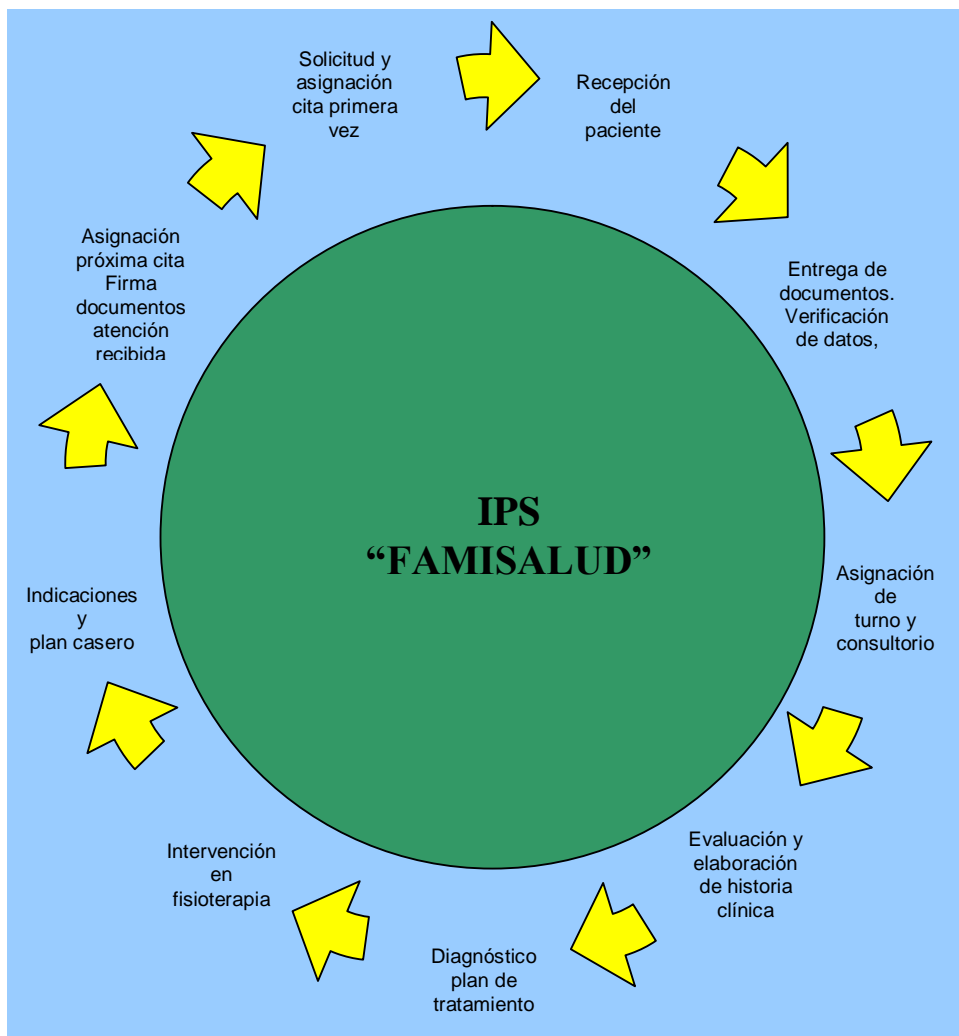 Solicitud y
asignación
cita primera
vez
Recepción
del
paciente
Entrega de
documentos.
Verificación
de datos,
Asignación
de
turno y
consultorio
Evaluación y
elaboración
de historia
clínica
Diagnóstico
plan de
tratamiento
Intervención
en
fisioterapia
Indicaciones
y
plan casero
Asignación
próxima cita
Firma
documentos
atención
recibida
IPS
“FAMISALUD”